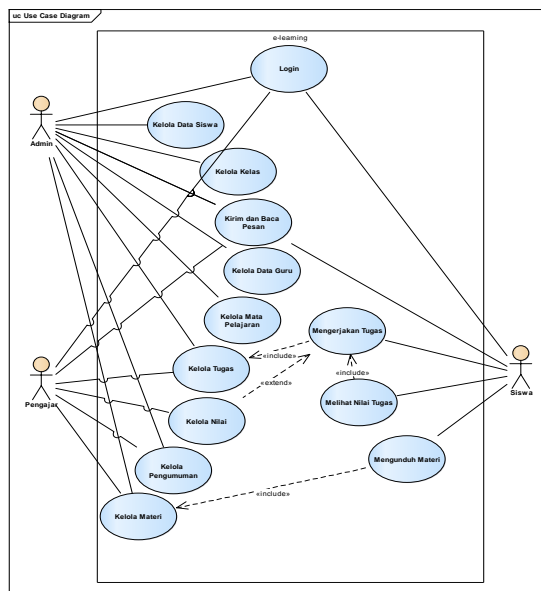 uc Use Case Diagram
e-learning
Login
Kelola Data Siswa
Admin
Kelola Kelas
Kirim dan Baca
Pesan
Kelola Data Guru
Kelola Mata
Pelajaran
Mengerjakan Tugas
«include»
Kelola Tugas
«include»
«extend»
Pengajar
Siswa
Melihat Nilai Tugas
Kelola Nilai
Mengunduh Materi
Kelola
Pengumuman
«include»
Kelola Materi